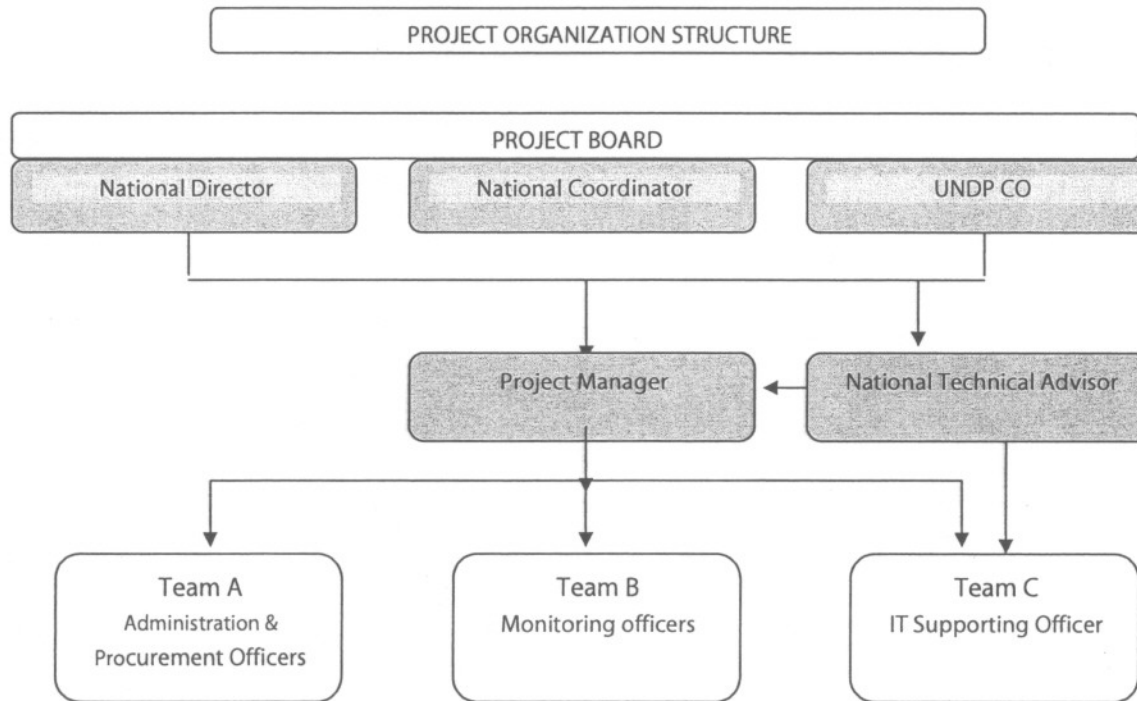 PROJECT ORGANIZATION STRUCTURE
PROJECT BOARD
National Director
National Coordinator
UNDP CO
Project Manager
National Technical Advisor
Team A
Administration &
Procurement Officers
Team B
Monitoring officers
Team C
IT Supporting Officer